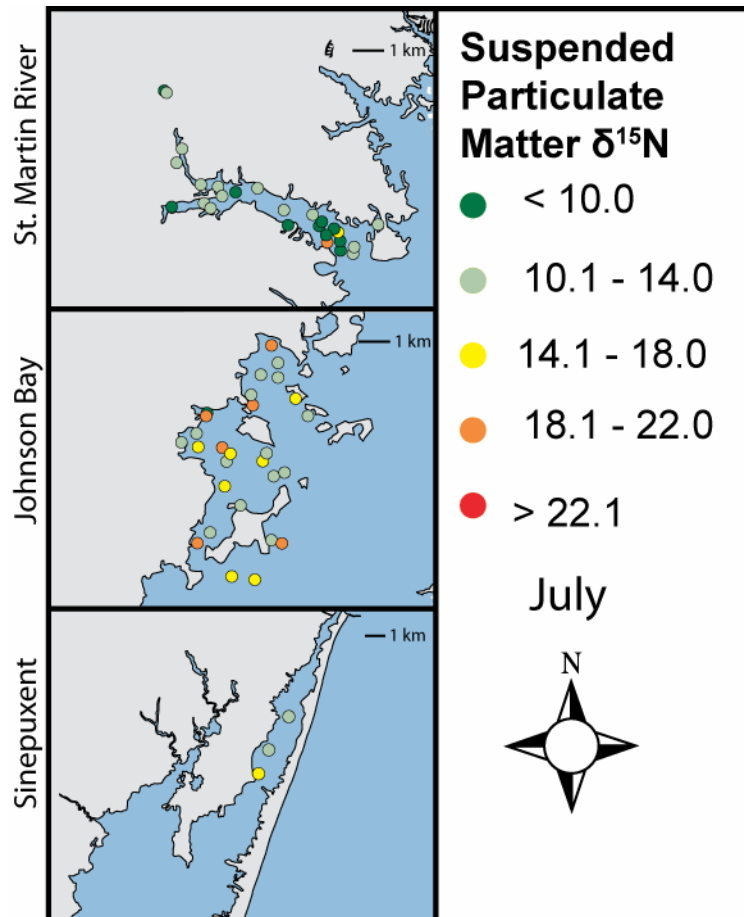 St. Martin River
1 km
Johnson Bay
1 km
Sinepuxent
1 km
Suspended
Particulate
Matter δ¹⁵N
< 10.0
10.1 - 14.0
14.1 - 18.0
18.1 - 22.0
> 22.1
July
N